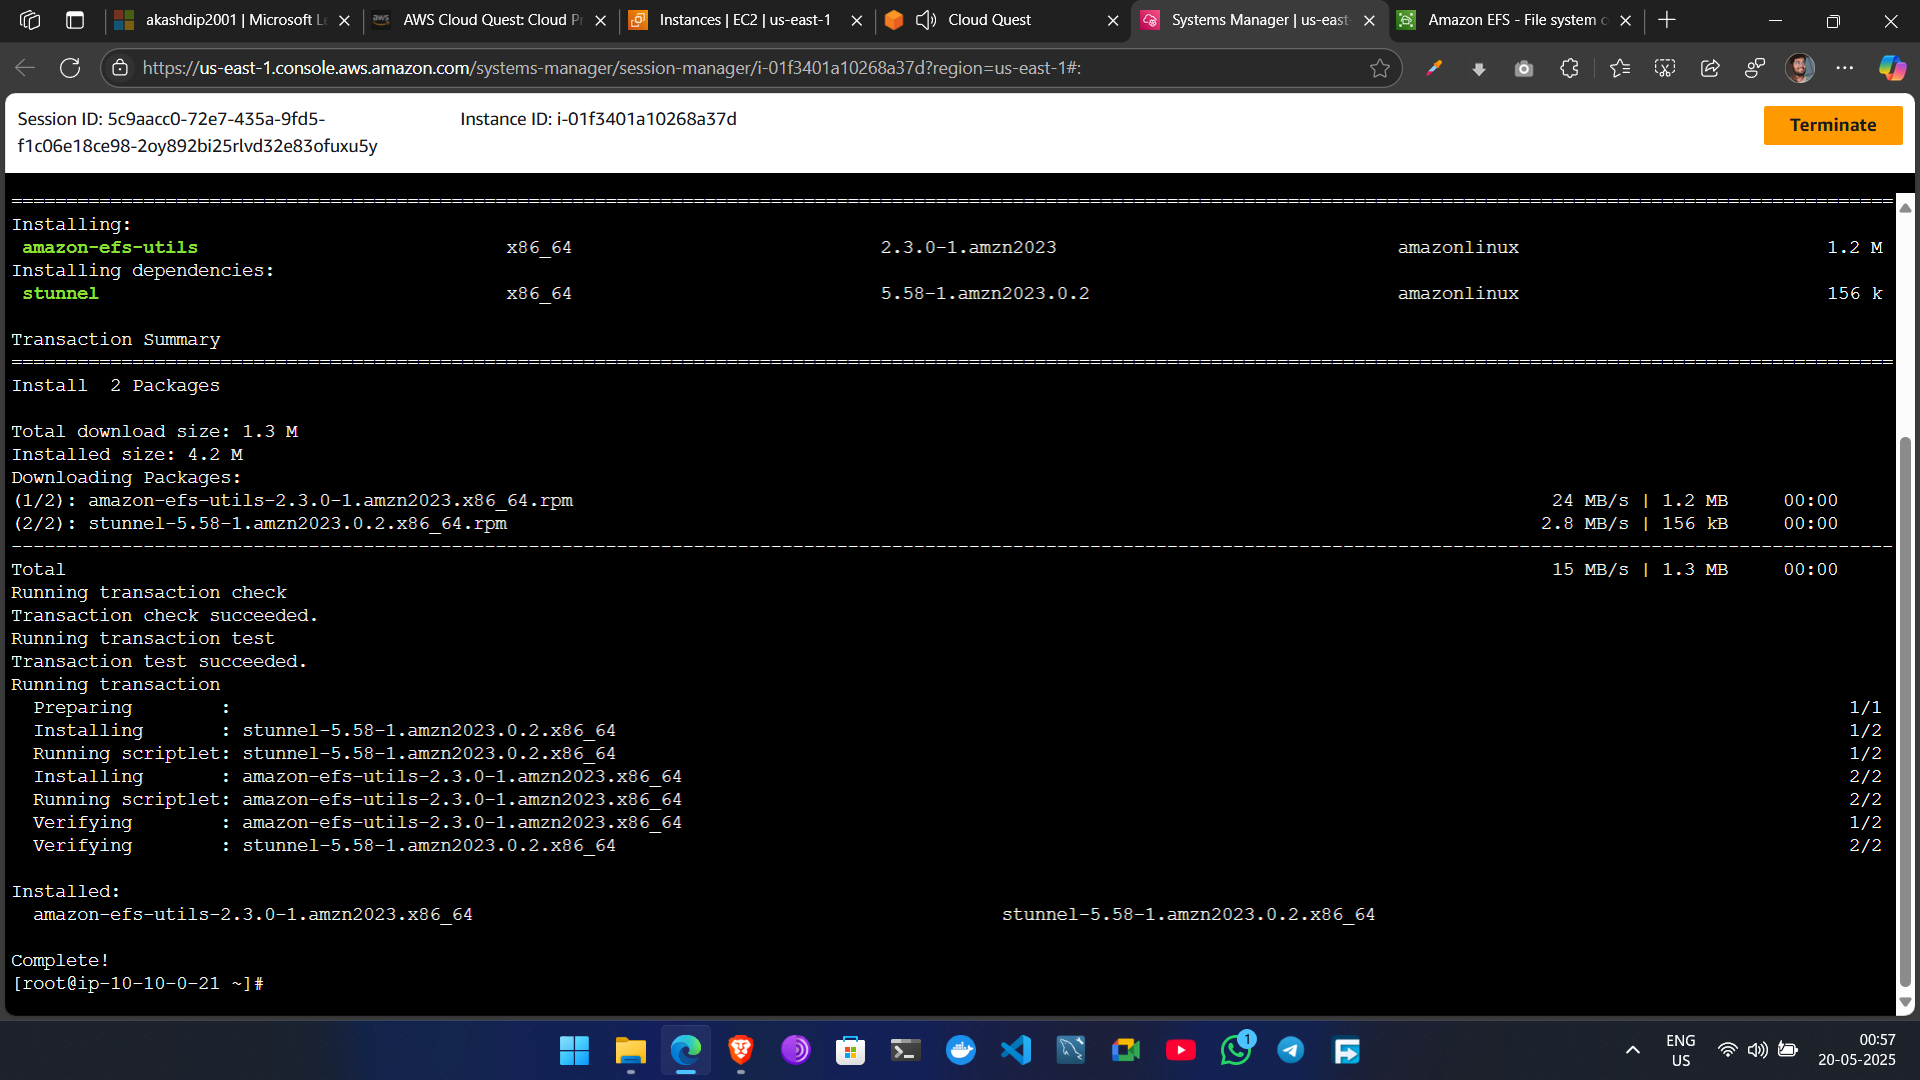 akashdip2001 | Microsoft Le
AWS Cloud Quest: Cloud Pr
Instances | EC2 | us-east-1
Cloud Quest
Systems Manager | us-east-
Amazon EFS - File system c
https://us-east-1.console.aws.amazon.com/systems-manager/session-manager/i-01f3401a10268a37d?region=us-east-1#:
Session ID: 5c9aacc0-72e7-435a-9fd5-
f1c06e18ce98-2oy892bi25rlvd32e83ofuxu5y
Instance ID: i-01f3401a10268a37d
Terminate
================================================================================
Installing:
amazon-efs-utils x86_64 2.3.0-1.amzn2023 amazonlinux 1.2 M
Installing dependencies:
stunnel x86_64 5.58-1.amzn2023.0.2 amazonlinux 156 k
Transaction Summary
================================================================================
Install  2 Packages
Total download size: 1.3 M
Installed size: 4.2 M
Downloading Packages:
(1/2): amazon-efs-utils-2.3.0-1.amzn2023.x86_64.rpm 24 MB/s | 1.2 MB 00:00
(2/2): stunnel-5.58-1.amzn2023.0.2.x86_64.rpm 2.8 MB/s | 156 kB 00:00
--------------------------------------------------------------------------------
Total 15 MB/s | 1.3 MB 00:00
Running transaction check
Transaction check succeeded.
Running transaction test
Transaction test succeeded.
Running transaction
Preparing : 1/1
Installing : stunnel-5.58-1.amzn2023.0.2.x86_64 1/2
Running scriptlet: stunnel-5.58-1.amzn2023.0.2.x86_64 1/2
Installing : amazon-efs-utils-2.3.0-1.amzn2023.x86_64 2/2
Running scriptlet: amazon-efs-utils-2.3.0-1.amzn2023.x86_64 2/2
Verifying : amazon-efs-utils-2.3.0-1.amzn2023.x86_64 1/2
Verifying : stunnel-5.58-1.amzn2023.0.2.x86_64 2/2
Installed:
amazon-efs-utils-2.3.0-1.amzn2023.x86_64 stunnel-5.58-1.amzn2023.0.2.x86_64
Complete!
[root@ip-10-10-0-21 ~]#
1
ENG
US
00:57
20-05-2025